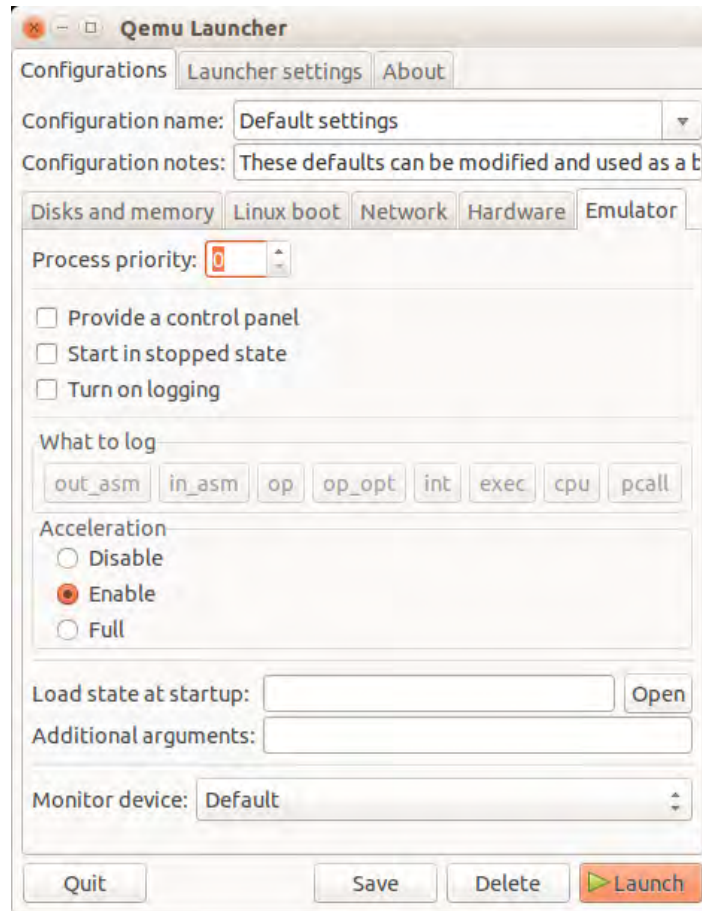 Qemu Launcher
Configurations Launcher settings About
Configuration name: Default settings
Configuration notes: These defaults can be modified and used as a b
Disks and memory Linux boot Network Hardware Emulator
Process priority: 0
Provide a control panel
Start in stopped state
Turn on logging
What to log
out_asm in_asm op op_opt int exec cpu pcall
Acceleration
Disable
Enable
Full
Load state at startup: Open
Additional arguments:
Monitor device: Default
Quit Save Delete Launch